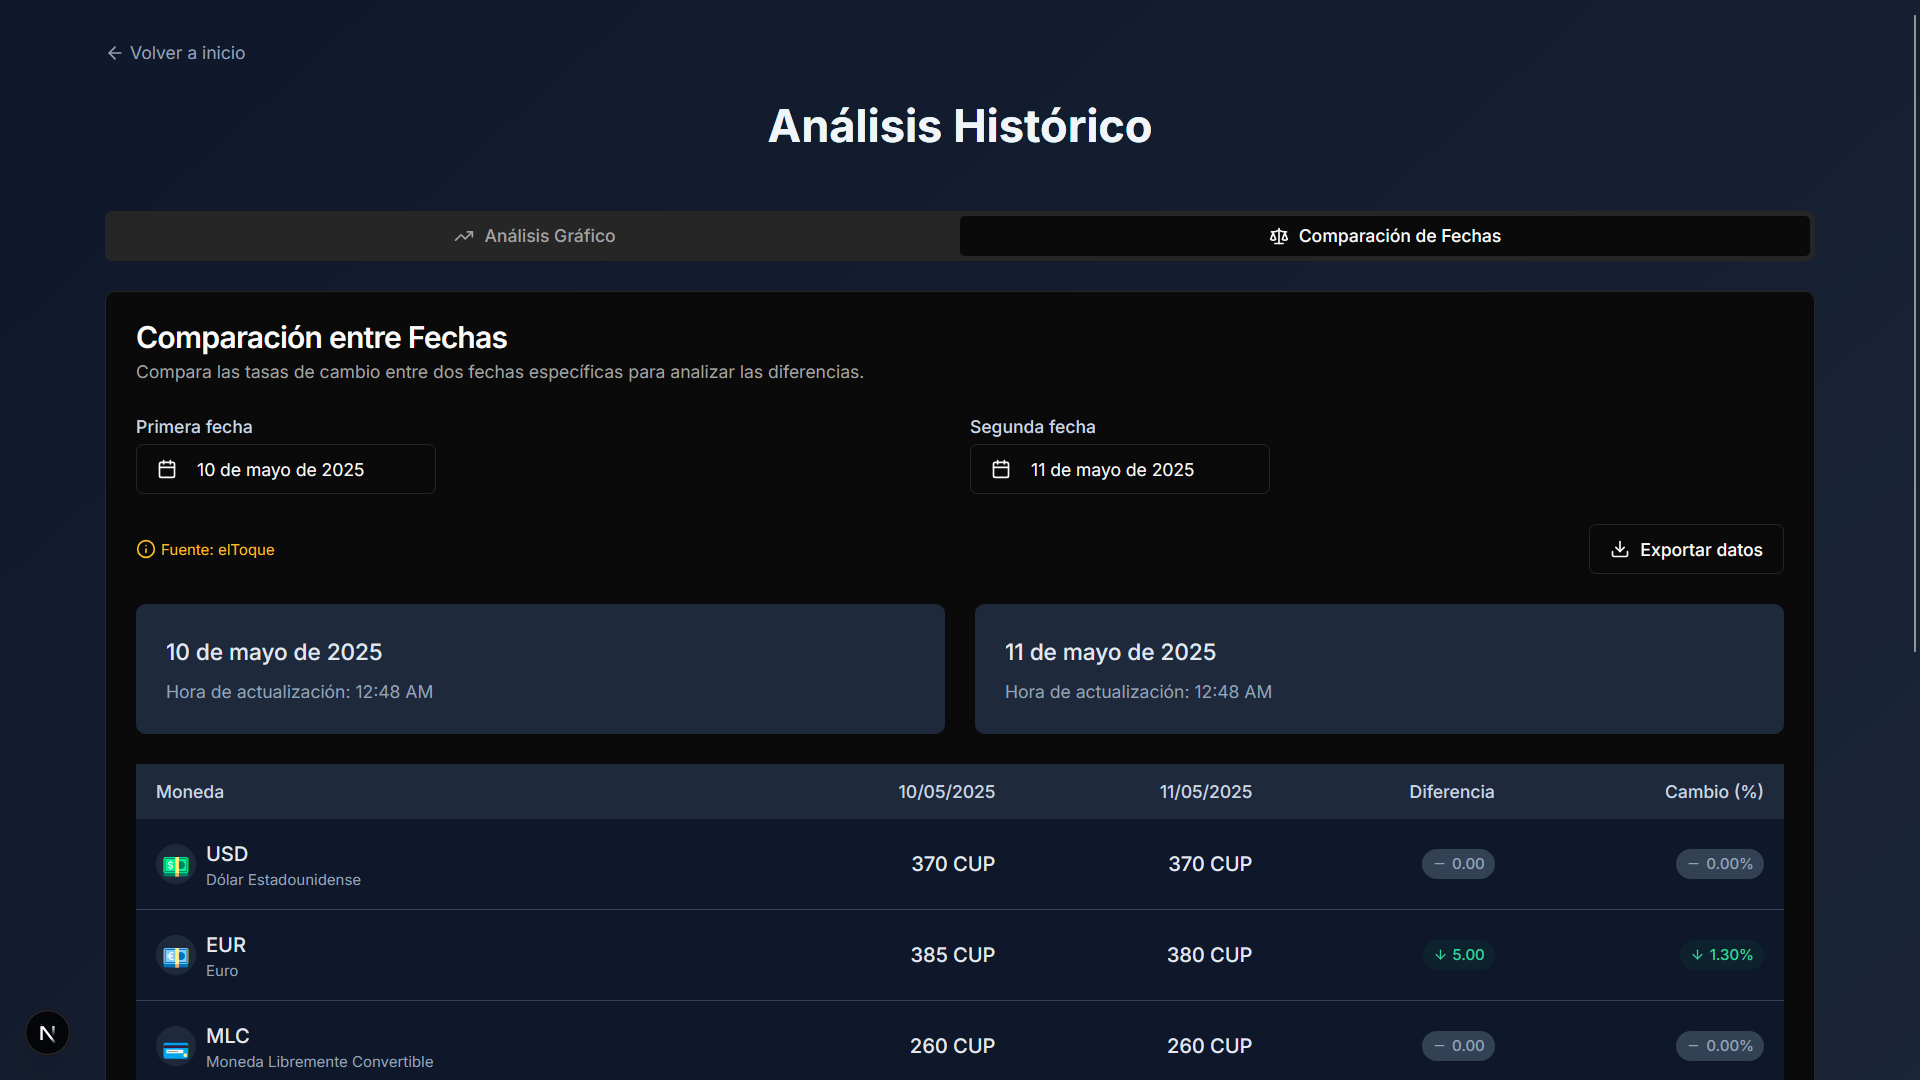 Volver a inicio
Análisis Histórico
Análisis Gráfico
Comparación de Fechas
Comparación entre Fechas
Compara las tasas de cambio entre dos fechas específicas para analizar las diferencias.
Primera fecha
Segunda fecha
10 de mayo de 2025
11 de mayo de 2025
Fuente: elToque
Exportar datos
10 de mayo de 2025
Hora de actualización: 12:48 AM
11 de mayo de 2025
Hora de actualización: 12:48 AM
Moneda 10/05/2025 11/05/2025 Diferencia Cambio (%)
USD
Dólar Estadounidense
370 CUP 370 CUP − 0.00 − 0.00%
EUR
Euro
385 CUP 380 CUP ↓ 5.00 ↓ 1.30%
MLC
Moneda Libremente Convertible
260 CUP 260 CUP − 0.00 − 0.00%
N